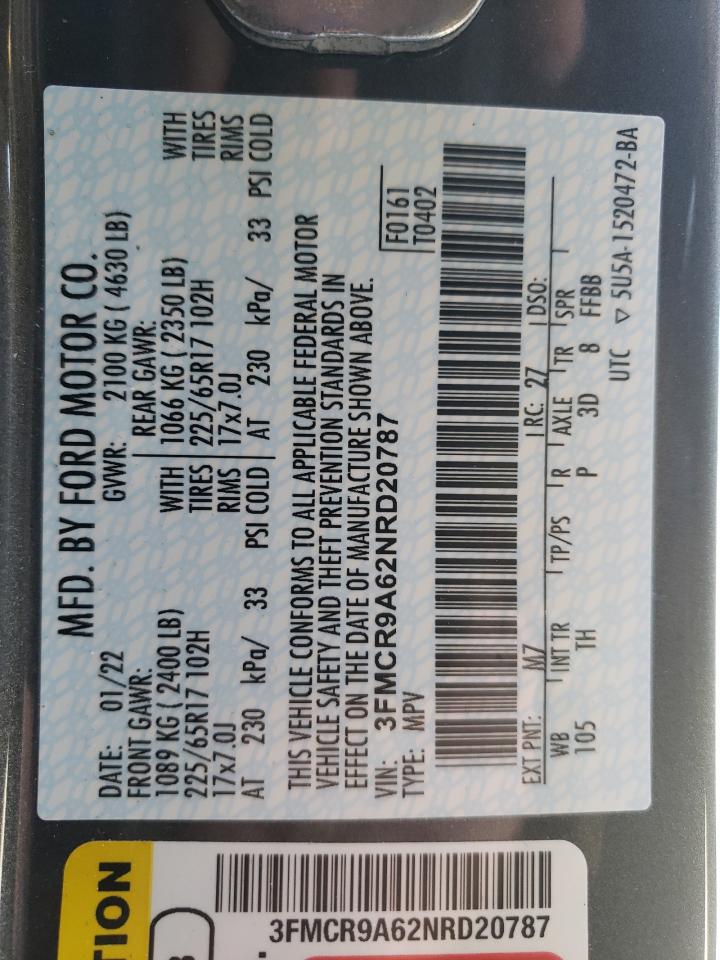 MFD. BY FORD MOTOR CO.
DATE: 01/22 GVWR: 2100 KG ( 4630 LB)
FRONT GAWR: REAR GAWR:
1089 KG ( 2400 LB) WITH 1066 KG ( 2350 LB) WITH
225/65R17 102H TIRES 225/65R17 102H TIRES
17x7.0J RIMS 17x7.0J RIMS
AT 230 kPa/ 33 PSI COLD AT 230 kPa/ 33 PSI COLD
THIS VEHICLE CONFORMS TO ALL APPLICABLE FEDERAL MOTOR
VEHICLE SAFETY AND THEFT PREVENTION STANDARDS IN
EFFECT ON THE DATE OF MANUFACTURE SHOWN ABOVE.
VIN: 3FMCR9A62NRD20787 F0161
TYPE: MPV T0402
EXT PNT: M7 RC: 27 DSO:
WB INT TR TP/PS R AXLE TR SPR
105 TH P 3D 8 FFBB
UTC ▽ 5U5A-1520472-BA
TION
3FMCR9A62NRD20787